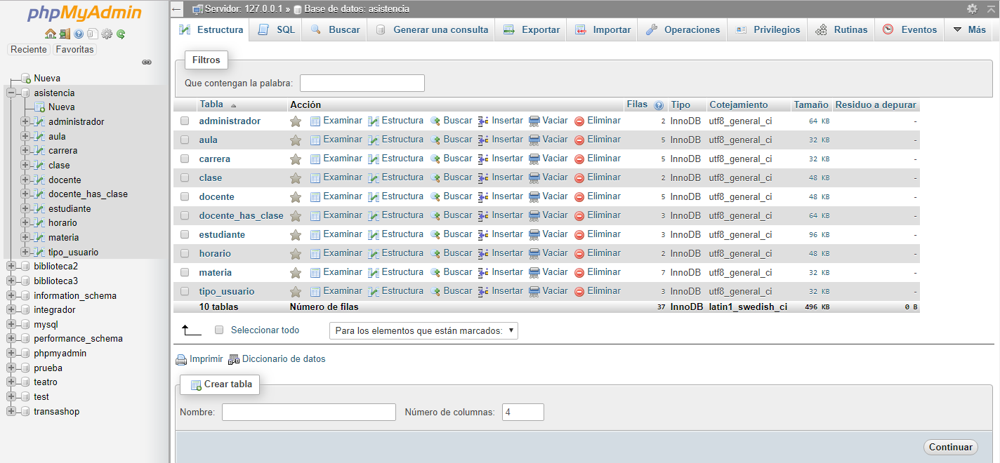 phpMyAdmin
Reciente Favoritas
Nueva
asistencia
Nueva
administrador
aula
carrera
clase
docente
docente_has_clase
estudiante
horario
materia
tipo_usuario
biblioteca2
biblioteca3
information_schema
integrador
mysql
performance_schema
phpmyadmin
prueba
teatro
test
transashop
Servidor: 127.0.0.1 » Base de datos: asistencia
Estructura SQL Buscar Generar una consulta Exportar Importar Operaciones Privilegios Rutinas Eventos Más
Filtros
Que contengan la palabra:
Tabla Acción Filas Tipo Cotejamiento Tamaño Residuo a depurar
administrador Examinar Estructura Buscar Insertar Vaciar Eliminar 2 InnoDB utf8_general_ci 64 KB -
aula Examinar Estructura Buscar Insertar Vaciar Eliminar 5 InnoDB utf8_general_ci 32 KB -
carrera Examinar Estructura Buscar Insertar Vaciar Eliminar 5 InnoDB utf8_general_ci 32 KB -
clase Examinar Estructura Buscar Insertar Vaciar Eliminar 2 InnoDB utf8_general_ci 48 KB -
docente Examinar Estructura Buscar Insertar Vaciar Eliminar 5 InnoDB utf8_general_ci 48 KB -
docente_has_clase Examinar Estructura Buscar Insertar Vaciar Eliminar 3 InnoDB utf8_general_ci 64 KB -
estudiante Examinar Estructura Buscar Insertar Vaciar Eliminar 3 InnoDB utf8_general_ci 96 KB -
horario Examinar Estructura Buscar Insertar Vaciar Eliminar 2 InnoDB utf8_general_ci 48 KB -
materia Examinar Estructura Buscar Insertar Vaciar Eliminar 7 InnoDB utf8_general_ci 32 KB -
tipo_usuario Examinar Estructura Buscar Insertar Vaciar Eliminar 3 InnoDB utf8_general_ci 32 KB -
10 tablas Número de filas 37 InnoDB latin1_swedish_ci 496 KB 0 B
Seleccionar todo Para los elementos que están marcados:
Imprimir Diccionario de datos
Crear tabla
Nombre: Número de columnas: 4
Continuar